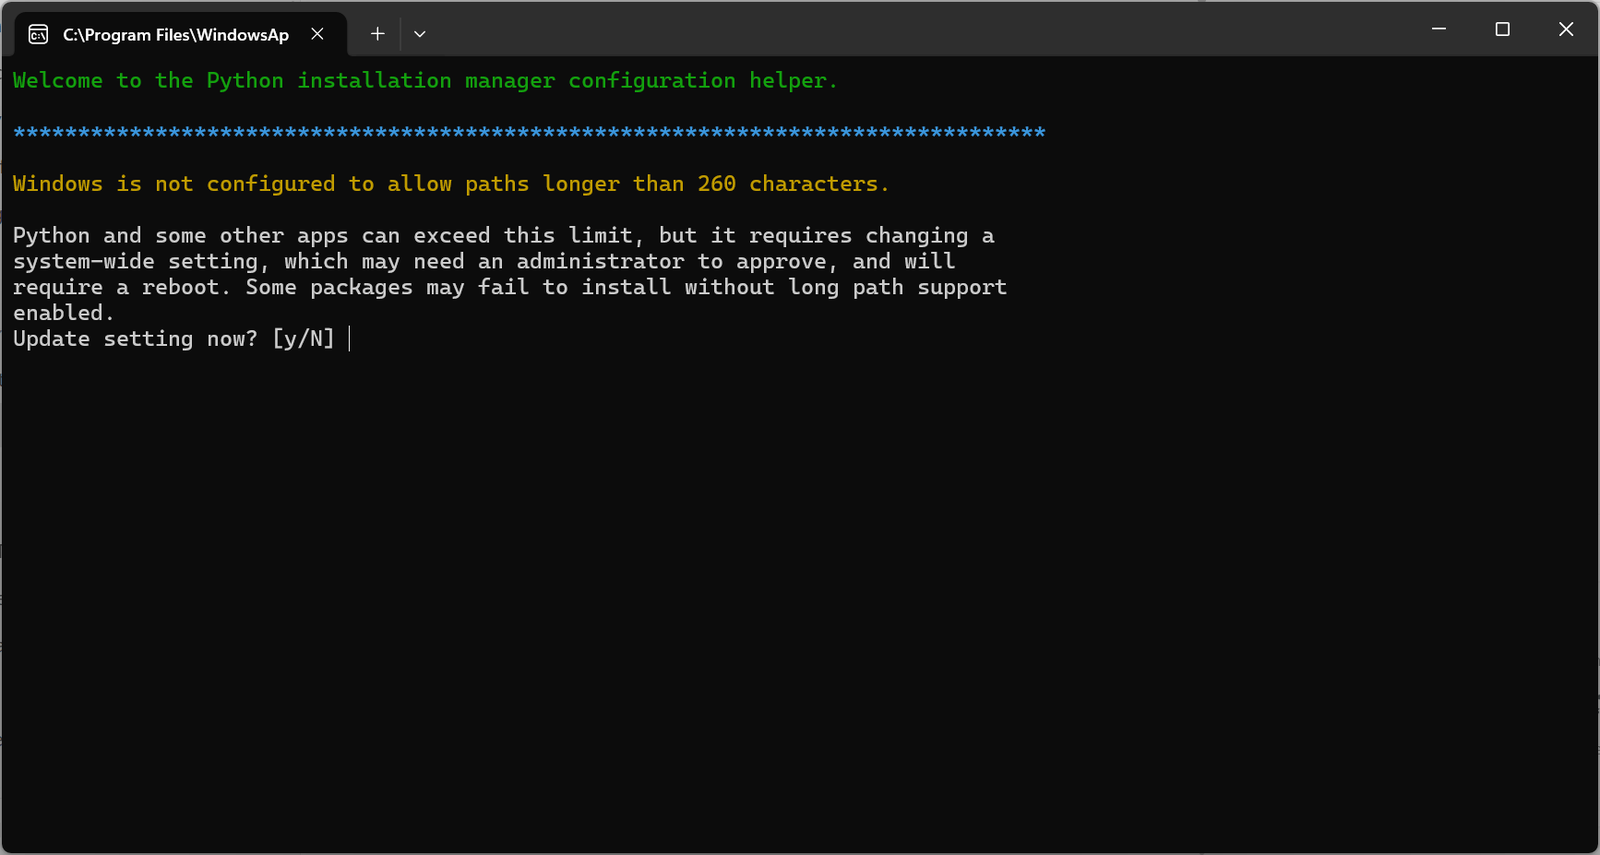 C:\Program Files\WindowsAp
Welcome to the Python installation manager configuration helper.
********************************************************************************
Windows is not configured to allow paths longer than 260 characters.
Python and some other apps can exceed this limit, but it requires changing a
system-wide setting, which may need an administrator to approve, and will
require a reboot. Some packages may fail to install without long path support
enabled.
Update setting now? [y/N]